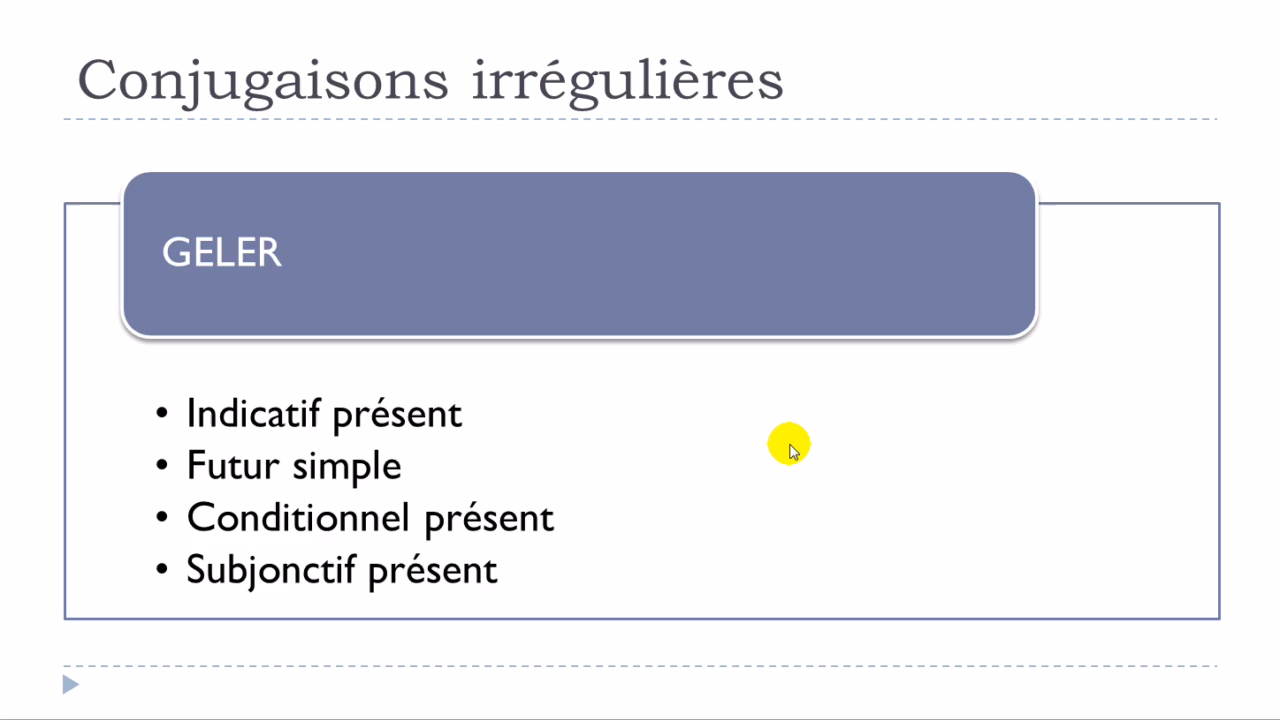 Conjugaisons irrégulières
GELER
• Indicatif présent
• Futur simple
• Conditionnel présent
• Subjonctif présent